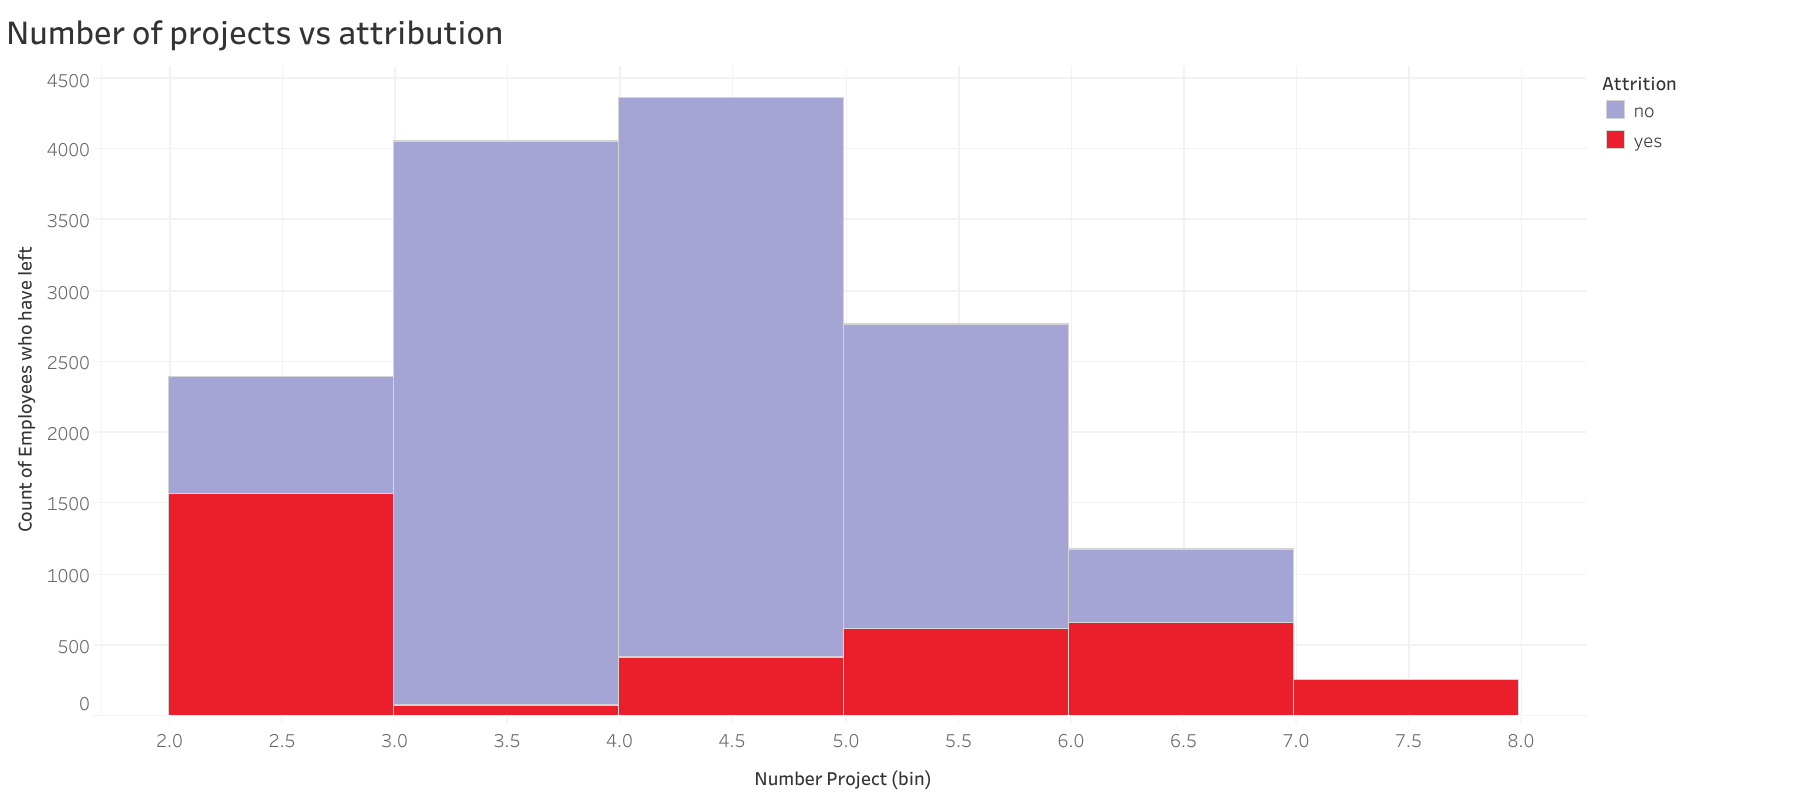 Number of projects vs attribution
4500
4000
3500
3000
2500
2000
1500
1000
500
0
Count of Employees who have left
2.0 2.5 3.0 3.5 4.0 4.5 5.0 5.5 6.0 6.5 7.0 7.5 8.0
Number Project (bin)
Attrition
no
yes